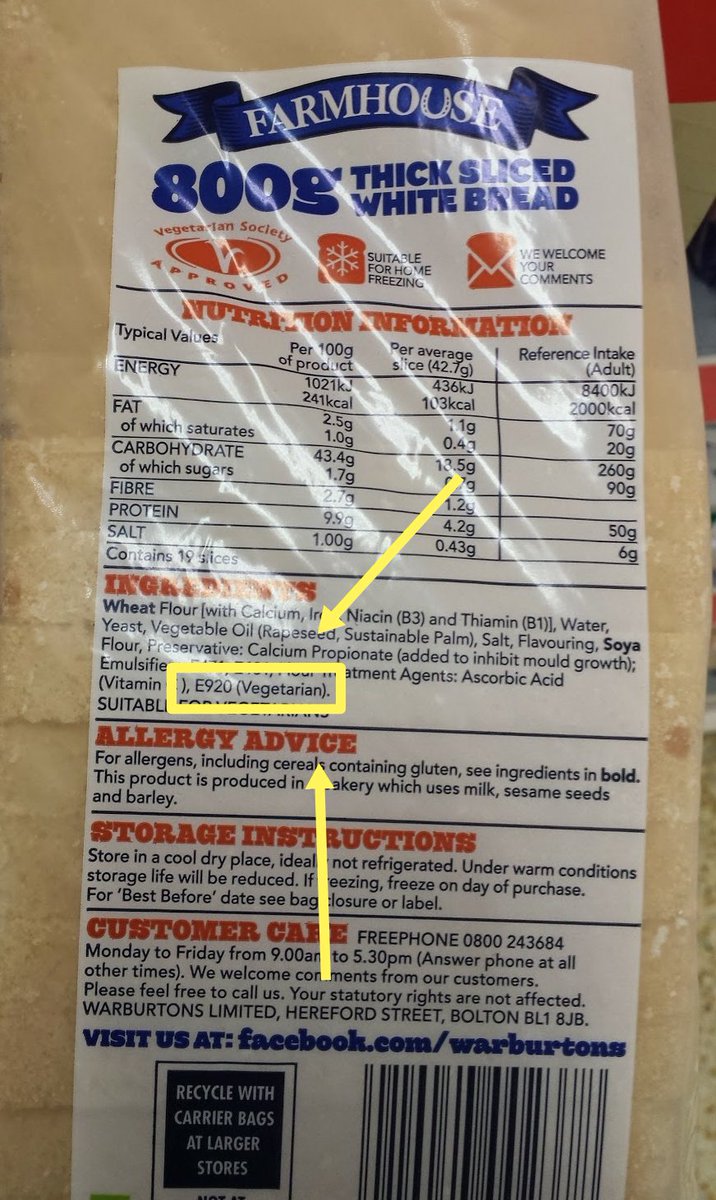 FARMHOUSE
800g THICK SLICED
WHITE BREAD
Vegetarian Society
APPROVED
SUITABLE
FOR HOME
FREEZING
WE WELCOME
YOUR
COMMENTS
NUTRITION INFORMATION
Typical Values Per 100g of product Per average slice (42.7g) Reference Intake (Adult)
ENERGY 1021kJ 436kJ 8400kJ
241kcal 103kcal 2000kcal
FAT 2.5g 1.1g 70g
of which saturates 1.0g 0.4g 20g
CARBOHYDRATE 43.4g 18.5g 260g
of which sugars 1.7g 90g
FIBRE 2.7g 1.2g
PROTEIN 9.9g 4.2g 50g
SALT 1.00g 0.43g 6g
Contains 19 slices
INGREDIENTS
Wheat Flour [with Calcium, Niacin (B3) and Thiamin (B1)], Water,
Yeast, Vegetable Oil (Rapeseed, Sustainable Palm), Salt, Flavouring, Soya
Flour, Preservative: Calcium Propionate (added to inhibit mould growth);
Agents: Ascorbic Acid
(Vitamin ), E920 (Vegetarian).
SUITABLE FOR VEGETARIANS
ALLERGY ADVICE
For allergens, including cereals containing gluten, see ingredients in bold.
This product is produced in bakery which uses milk, sesame seeds
and barley.
STORAGE INSTRUCTIONS
Store in a cool dry place, ideally not refrigerated. Under warm conditions
storage life will be reduced. If freezing, freeze on day of purchase.
For 'Best Before' date see bag closure or label.
CUSTOMER CARE FREEPHONE 0800 243684
Monday to Friday from 9.00am to 5.30pm (Answer phone at all
other times). We welcome comments from our customers.
Please feel free to call us. Your statutory rights are not affected.
WARBURTONS LIMITED, HEREFORD STREET, BOLTON BL1 8JB.
VISIT US AT: facebook.com/warburtons
RECYCLE WITH
CARRIER BAGS
AT LARGER
STORES
NOT AT